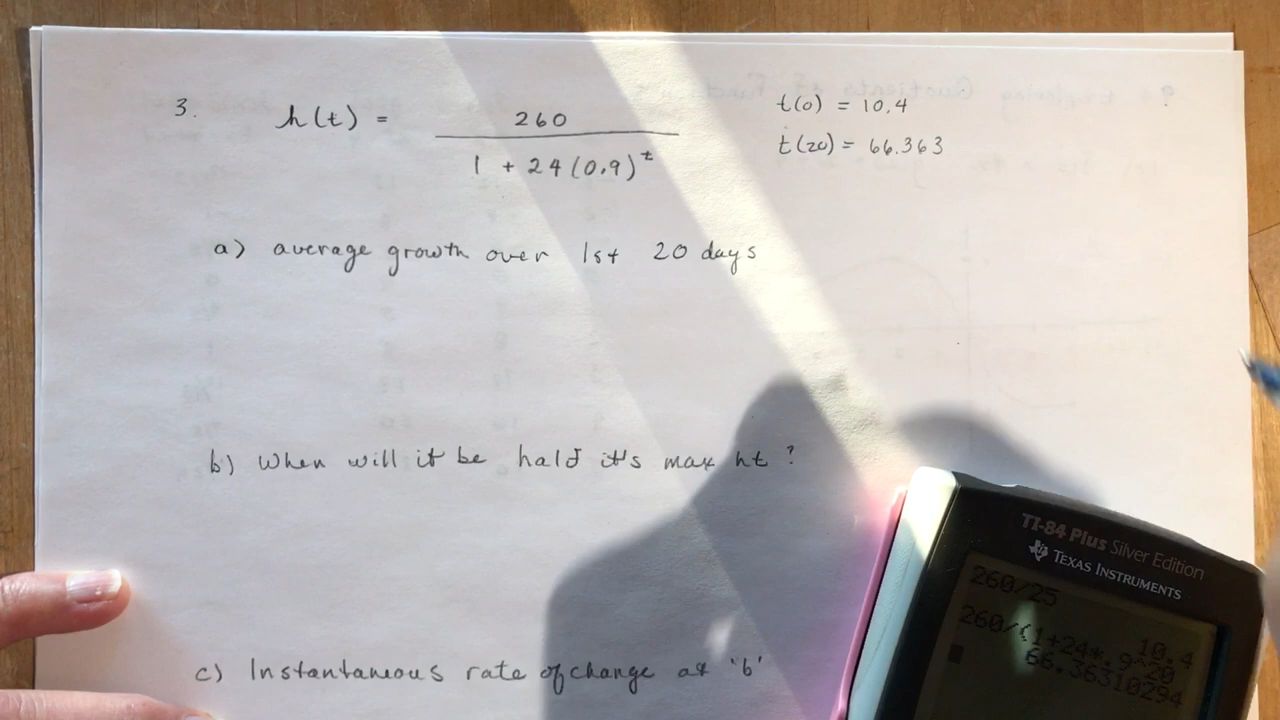 3. h(t) = 260 / 1 + 24(0.9)^t
t(0) = 10.4
t(20) = 66.363
a) average growth over 1st 20 days
b) When will it be half it's max ht ?
c) Instantaneous rate of change at 'b'
TI-84 Plus Silver Edition
TEXAS INSTRUMENTS
260/25
10.4
260/(1+24*.9^20
66.36310294